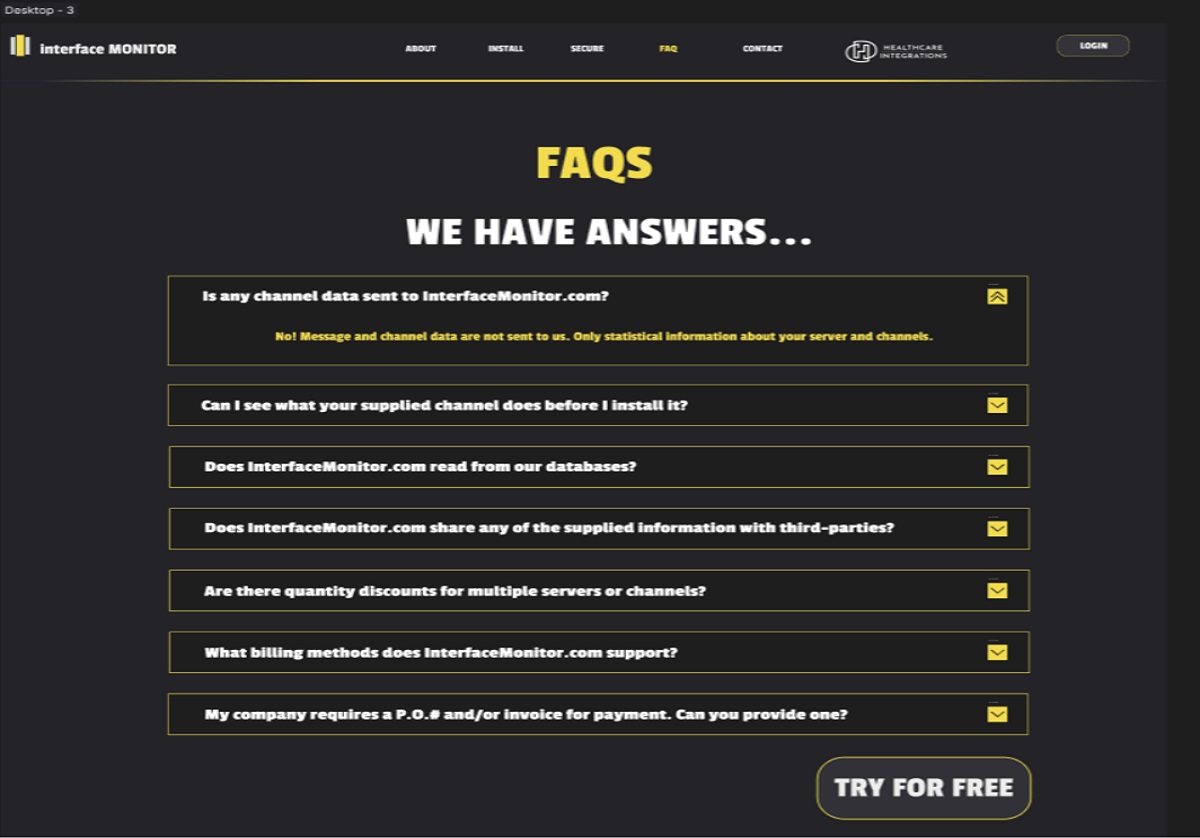 Desktop - 3
interface MONITOR
ABOUT
INSTALL
SECURE
FAQ
CONTACT
HEALTHCARE
INTEGRATIONS
LOGIN
FAQS
WE HAVE ANSWERS...
Is any channel data sent to InterfaceMonitor.com?
No! Message and channel data are not sent to us. Only statistical information about your server and channels.
Can I see what your supplied channel does before I install it?
Does InterfaceMonitor.com read from our databases?
Does InterfaceMonitor.com share any of the supplied information with third-parties?
Are there quantity discounts for multiple servers or channels?
What billing methods does InterfaceMonitor.com support?
My company requires a P.O.# and/or invoice for payment. Can you provide one?
TRY FOR FREE